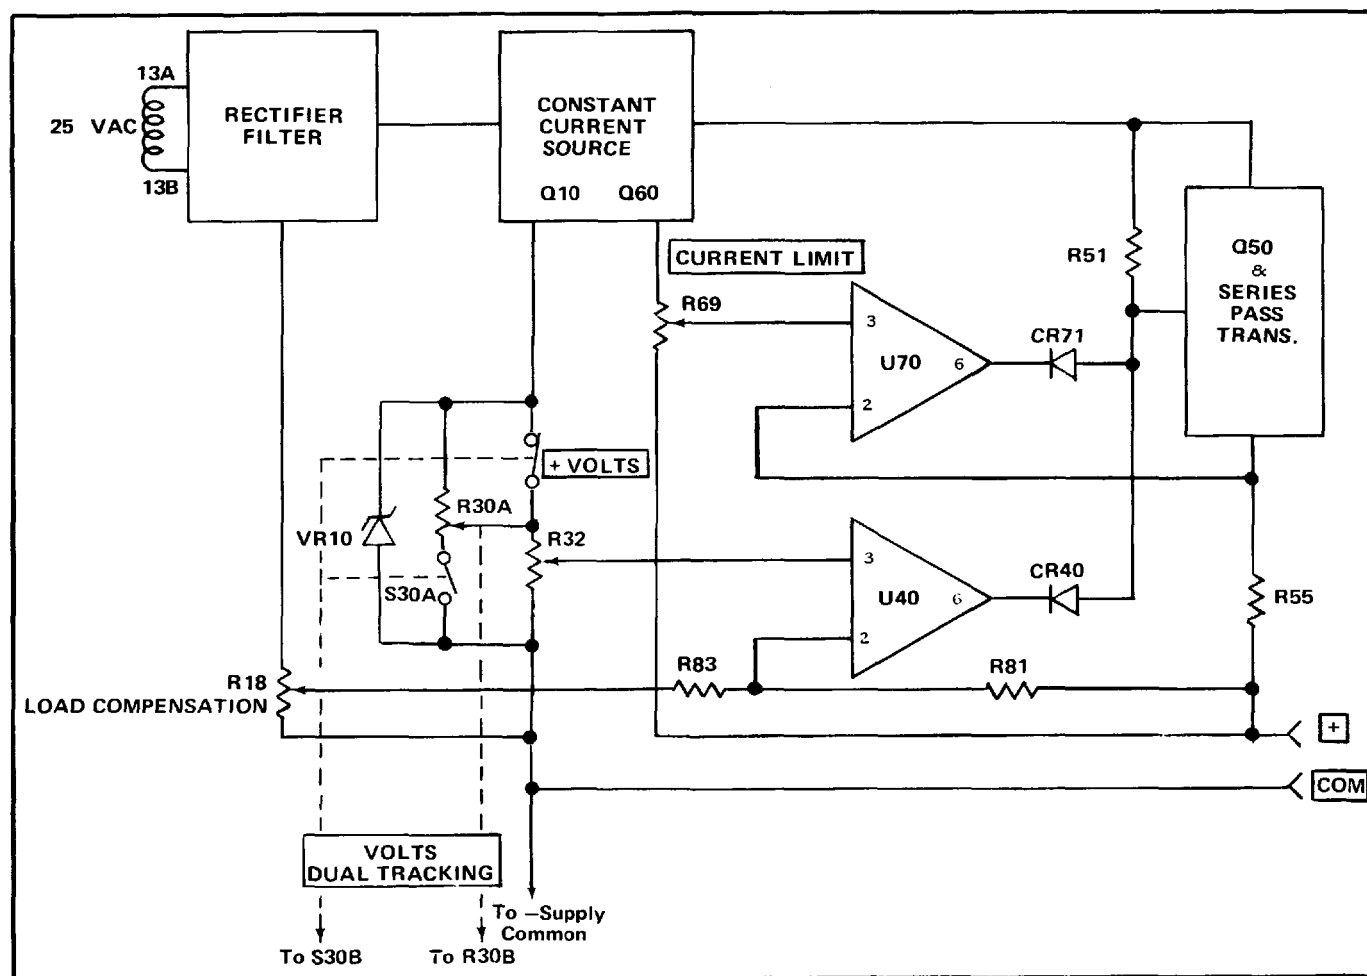 13A
25 VAC
13B
RECTIFIER
FILTER
CONSTANT
CURRENT
SOURCE
Q10 Q60
CURRENT LIMIT
R69
3
U70
6
2
CR71
R51
Q50
&
SERIES
PASS
TRANS.
+ VOLTS
R30A
VR10
S30A
R32
3
U40
6
2
CR40
R55
R83
R81
R18
LOAD COMPENSATION
+
COM
VOLTS
DUAL TRACKING
To S30B
To R30B
To –Supply
Common